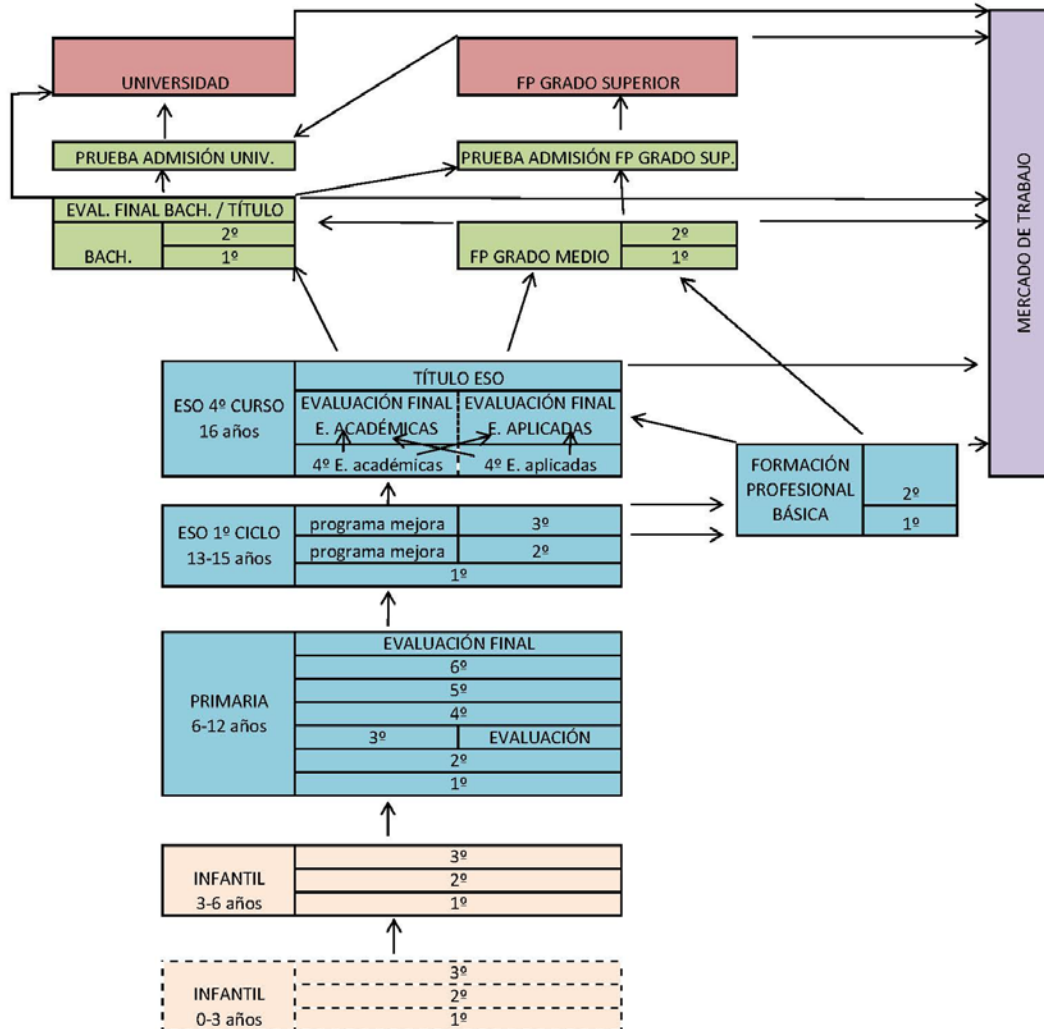 UNIVERSIDAD
FP GRADO SUPERIOR
PRUEBA ADMISIÓN UNIV.
PRUEBA ADMISIÓN FP GRADO SUP.
EVAL. FINAL BACH. / TÍTULO
BACH.
2º
1º
FP GRADO MEDIO
2º
1º
MERCADO DE TRABAJO
ESO 4º CURSO
16 años
TÍTULO ESO
EVALUACIÓN FINAL
E. ACADÉMICAS
EVALUACIÓN FINAL
E. APLICADAS
4º E. académicas
4º E. aplicadas
FORMACIÓN
PROFESIONAL
BÁSICA
2º
1º
ESO 1º CICLO
13-15 años
programa mejora
3º
programa mejora
2º
1º
PRIMARIA
6-12 años
EVALUACIÓN FINAL
6º
5º
4º
3º
EVALUACIÓN
2º
1º
INFANTIL
3-6 años
3º
2º
1º
INFANTIL
0-3 años
3º
2º
1º